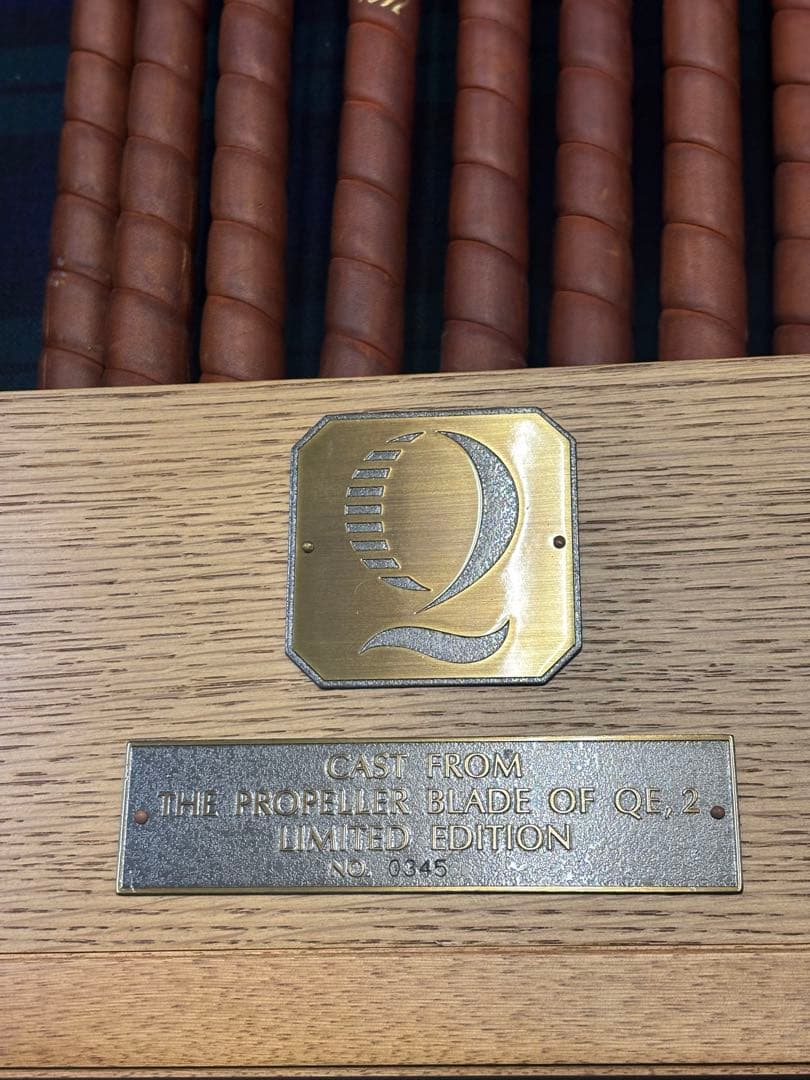 Q
CAST FROM
THE PROPELLER BLADE OF QE, 2
LIMITED EDITION
NO. 0345